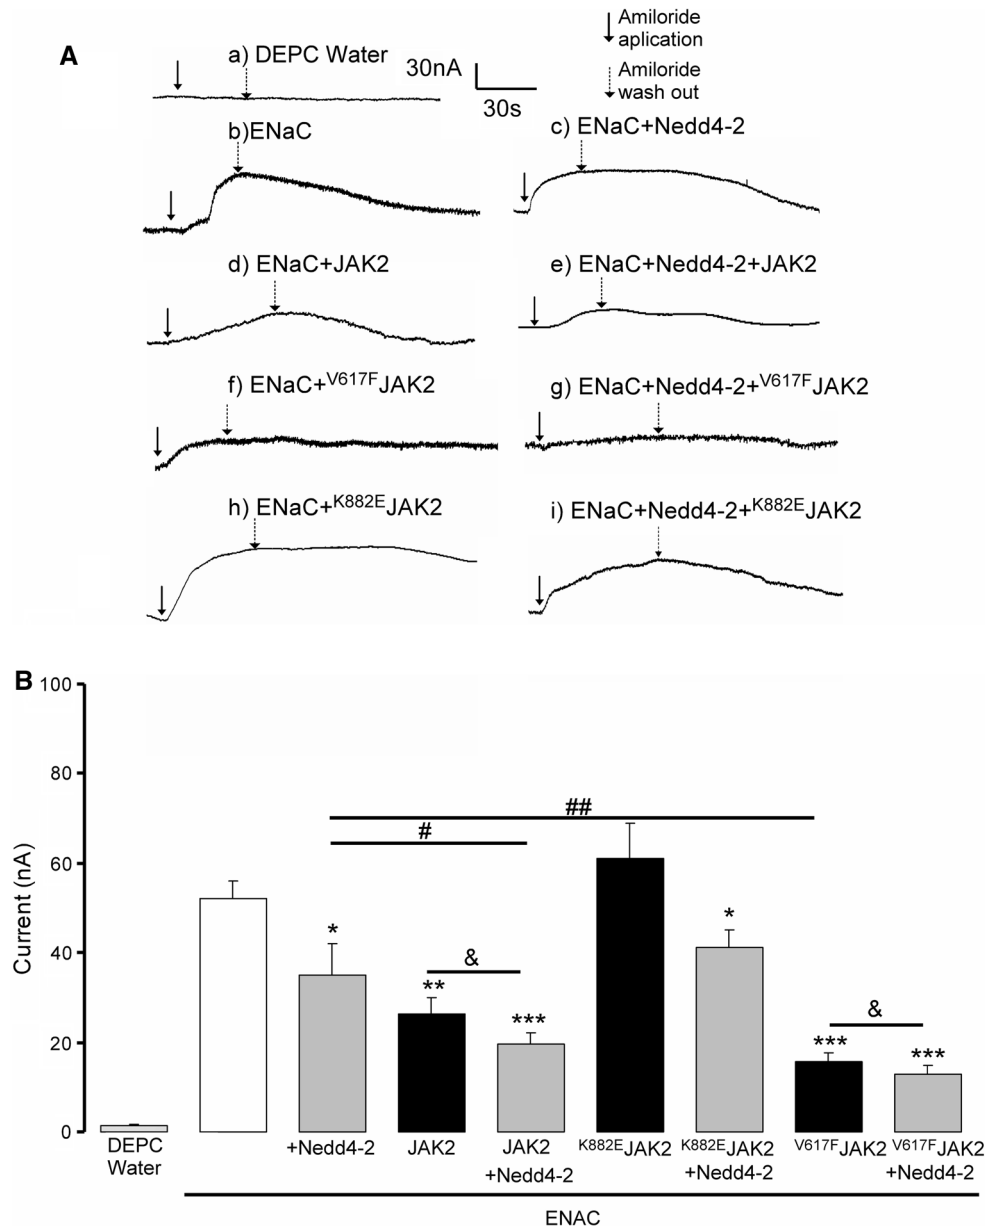 A
a) DEPC Water
30nA
30s
Amiloride
aplication
Amiloride
wash out
b)ENaC
c) ENaC+Nedd4-2
d) ENaC+JAK2
e) ENaC+Nedd4-2+JAK2
f) ENaC+V617FJAK2
g) ENaC+Nedd4-2+V617FJAK2
h) ENaC+K882EJAK2
i) ENaC+Nedd4-2+K882EJAK2
B
Current (nA)
100
80
60
40
20
0
##
#
*
&
**
***
*
&
***
***
DEPC
Water
+Nedd4-2
JAK2
JAK2
+Nedd4-2
K882EJAK2
K882EJAK2
+Nedd4-2
V617FJAK2
V617FJAK2
+Nedd4-2
ENAC